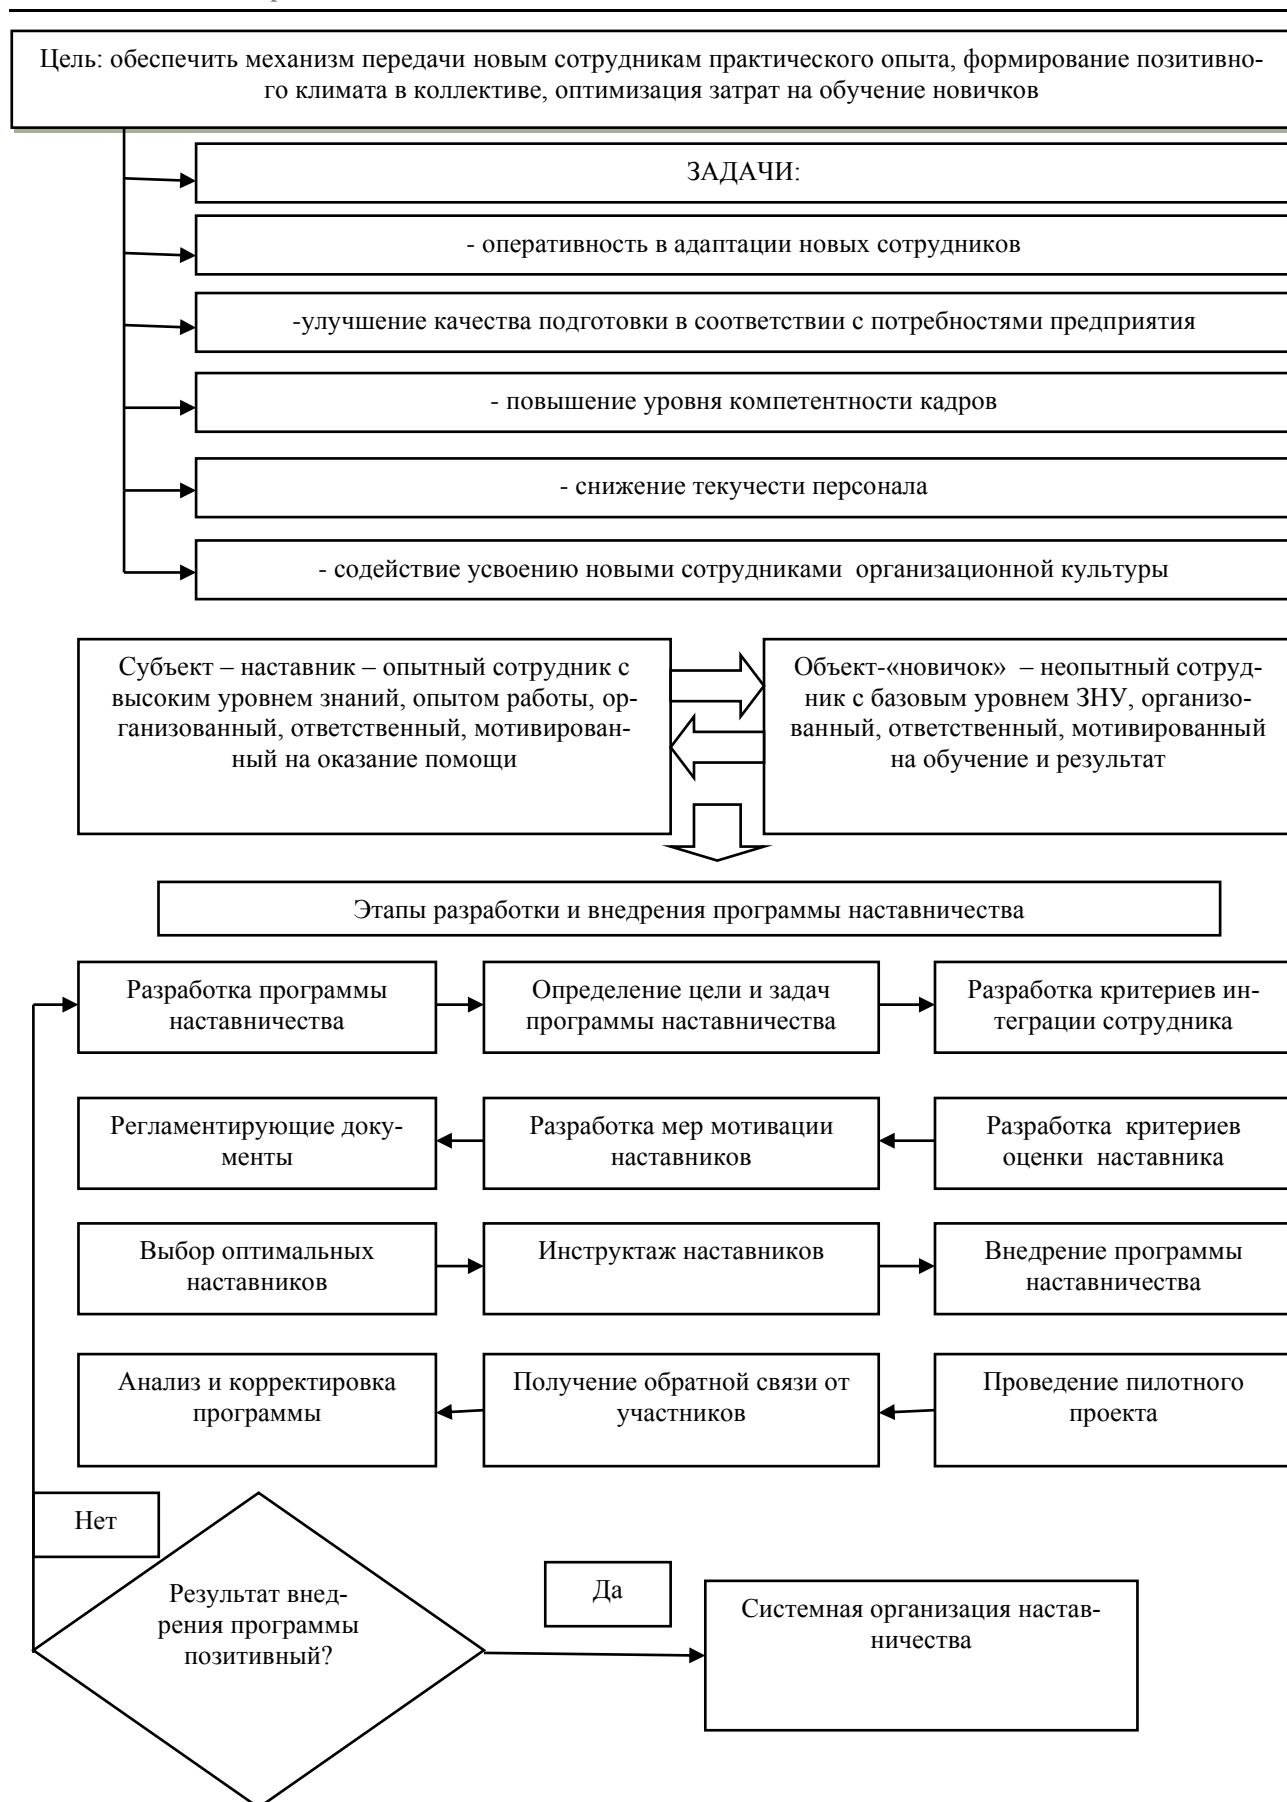 Цель: обеспечить механизм передачи новым сотрудникам практического опыта, формирование позитивно-
го климата в коллективе, оптимизация затрат на обучение новичков
ЗАДАЧИ:
- оперативность в адаптации новых сотрудников
-улучшение качества подготовки в соответствии с потребностями предприятия
- повышение уровня компетентности кадров
- снижение текучести персонала
- содействие усвоению новыми сотрудниками  организационной культуры
Субъект – наставник – опытный сотрудник с
высоким уровнем знаний, опытом работы, ор-
ганизованный, ответственный, мотивирован-
ный на оказание помощи
Объект-«новичок»  – неопытный сотруд-
ник с базовым уровнем ЗНУ, организо-
ванный, ответственный, мотивированный
на обучение и результат
Этапы разработки и внедрения программы наставничества
Разработка программы
наставничества
Определение цели и задач
программы наставничества
Разработка критериев ин-
теграции сотрудника
Регламентирующие доку-
менты
Разработка мер мотивации
наставников
Разработка  критериев
оценки  наставника
Выбор оптимальных
наставников
Инструктаж наставников
Внедрение программы
наставничества
Анализ и корректировка
программы
Получение обратной связи от
участников
Проведение пилотного
проекта
Нет
Результат внед-
рения программы
позитивный?
Да
Системная организация настав-
ничества